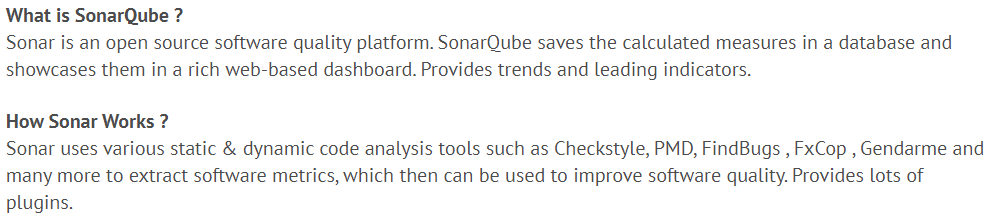 What is SonarQube ?
Sonar is an open source software quality platform. SonarQube saves the calculated measures in a database and
showcases them in a rich web-based dashboard. Provides trends and leading indicators.
How Sonar Works ?
Sonar uses various static & dynamic code analysis tools such as Checkstyle, PMD, FindBugs , FxCop , Gendarme and
many more to extract software metrics, which then can be used to improve software quality. Provides lots of
plugins.